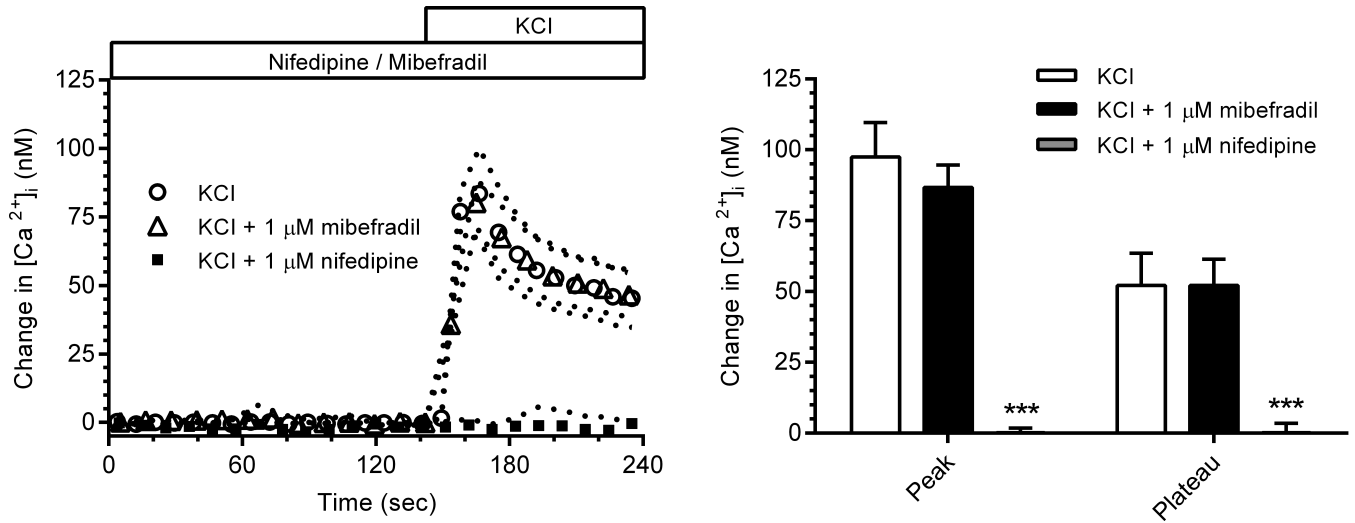 KCl
Nifedipine / Mibefradil
125
100
75
50
25
0
Change in [Ca 2+]i (nM)
KCl
KCl + 1 μM mibefradil
KCl + 1 μM nifedipine
0 60 120 180 240
Time (sec)
125
100
75
50
25
0
Change in [Ca 2+]i (nM)
KCl
KCl + 1 μM mibefradil
KCl + 1 μM nifedipine
*** ***
Peak Plateau